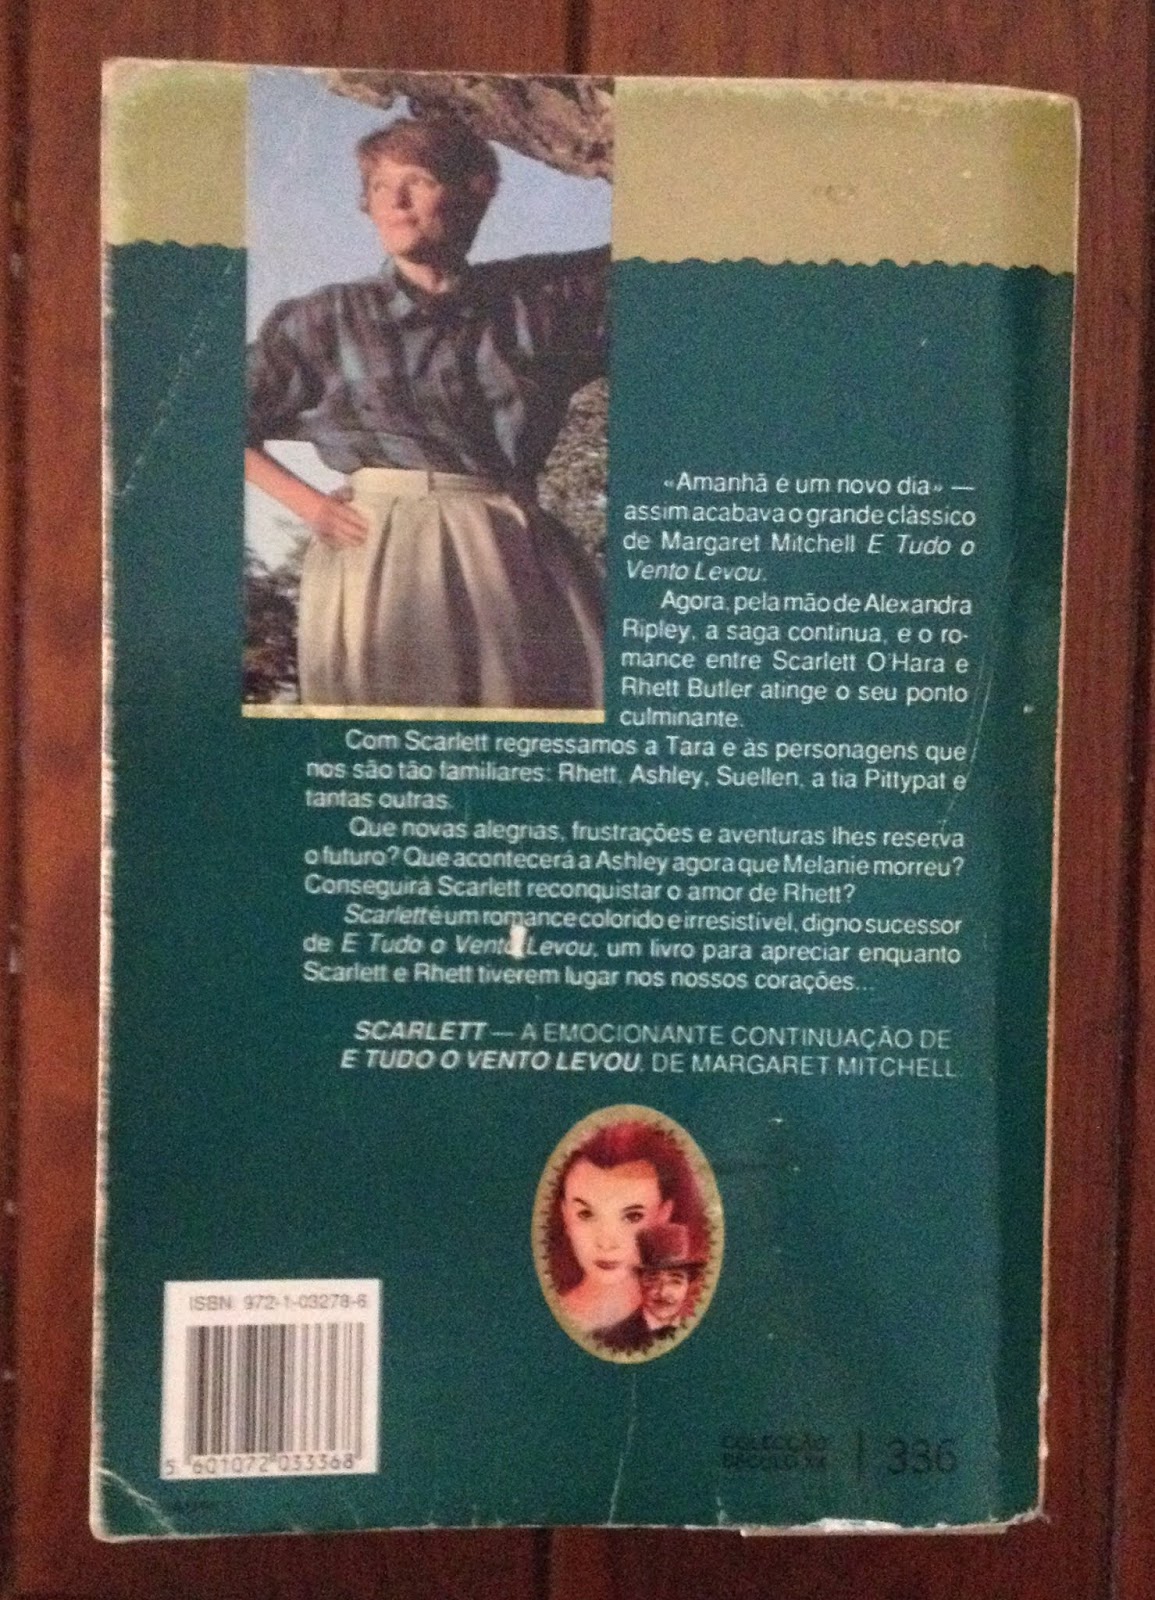 «Amanhã é um novo dia» —
assim acabava o grande clássico
de Margaret Mitchell E Tudo o
Vento Levou.
Agora, pela mão de Alexandra
Ripley, a saga continua, e o ro-
mance entre Scarlett O'Hara e
Rhett Butler atinge o seu ponto
culminante.
Com Scarlett regressamos a Tara e às personagens que
nos são tão familiares: Rhett, Ashley, Suellen, a tia Pittypat e
tantas outras.
Que novas alegrias, frustrações e aventuras lhes reserva
o futuro? Que acontecerá a Ashley agora que Melanie morreu?
Conseguirá Scarlett reconquistar o amor de Rhett?
Scarlett é um romance colorido e irresistível, digno sucessor
de E Tudo o Vento Levou, um livro para apreciar enquanto
Scarlett e Rhett tiverem lugar nos nossos corações...
SCARLETT — A EMOCIONANTE CONTINUAÇÃO DE
E TUDO O VENTO LEVOU, DE MARGARET MITCHELL
ISBN 972-1-03278-6
5 601072 033368
COLECÇÃO
SÉCULO XX | 336